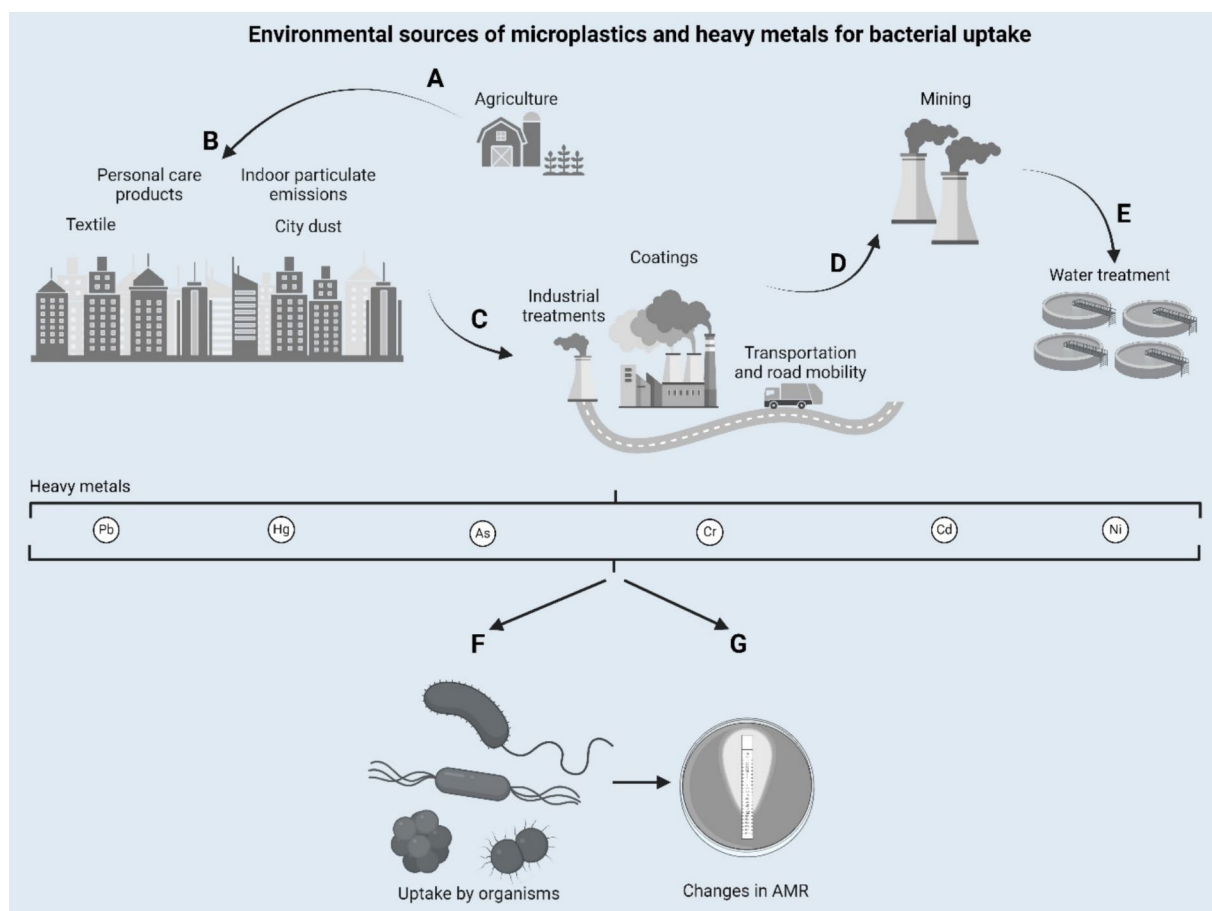 Environmental sources of microplastics and heavy metals for bacterial uptake
A
Agriculture
B
Personal care
products
Indoor particulate
emissions
Textile
City dust
C
Industrial
treatments
Coatings
Transportation
and road mobility
D
Mining
E
Water treatment
Heavy metals
Pb
Hg
As
Cr
Cd
Ni
F
G
Uptake by organisms
Changes in AMR